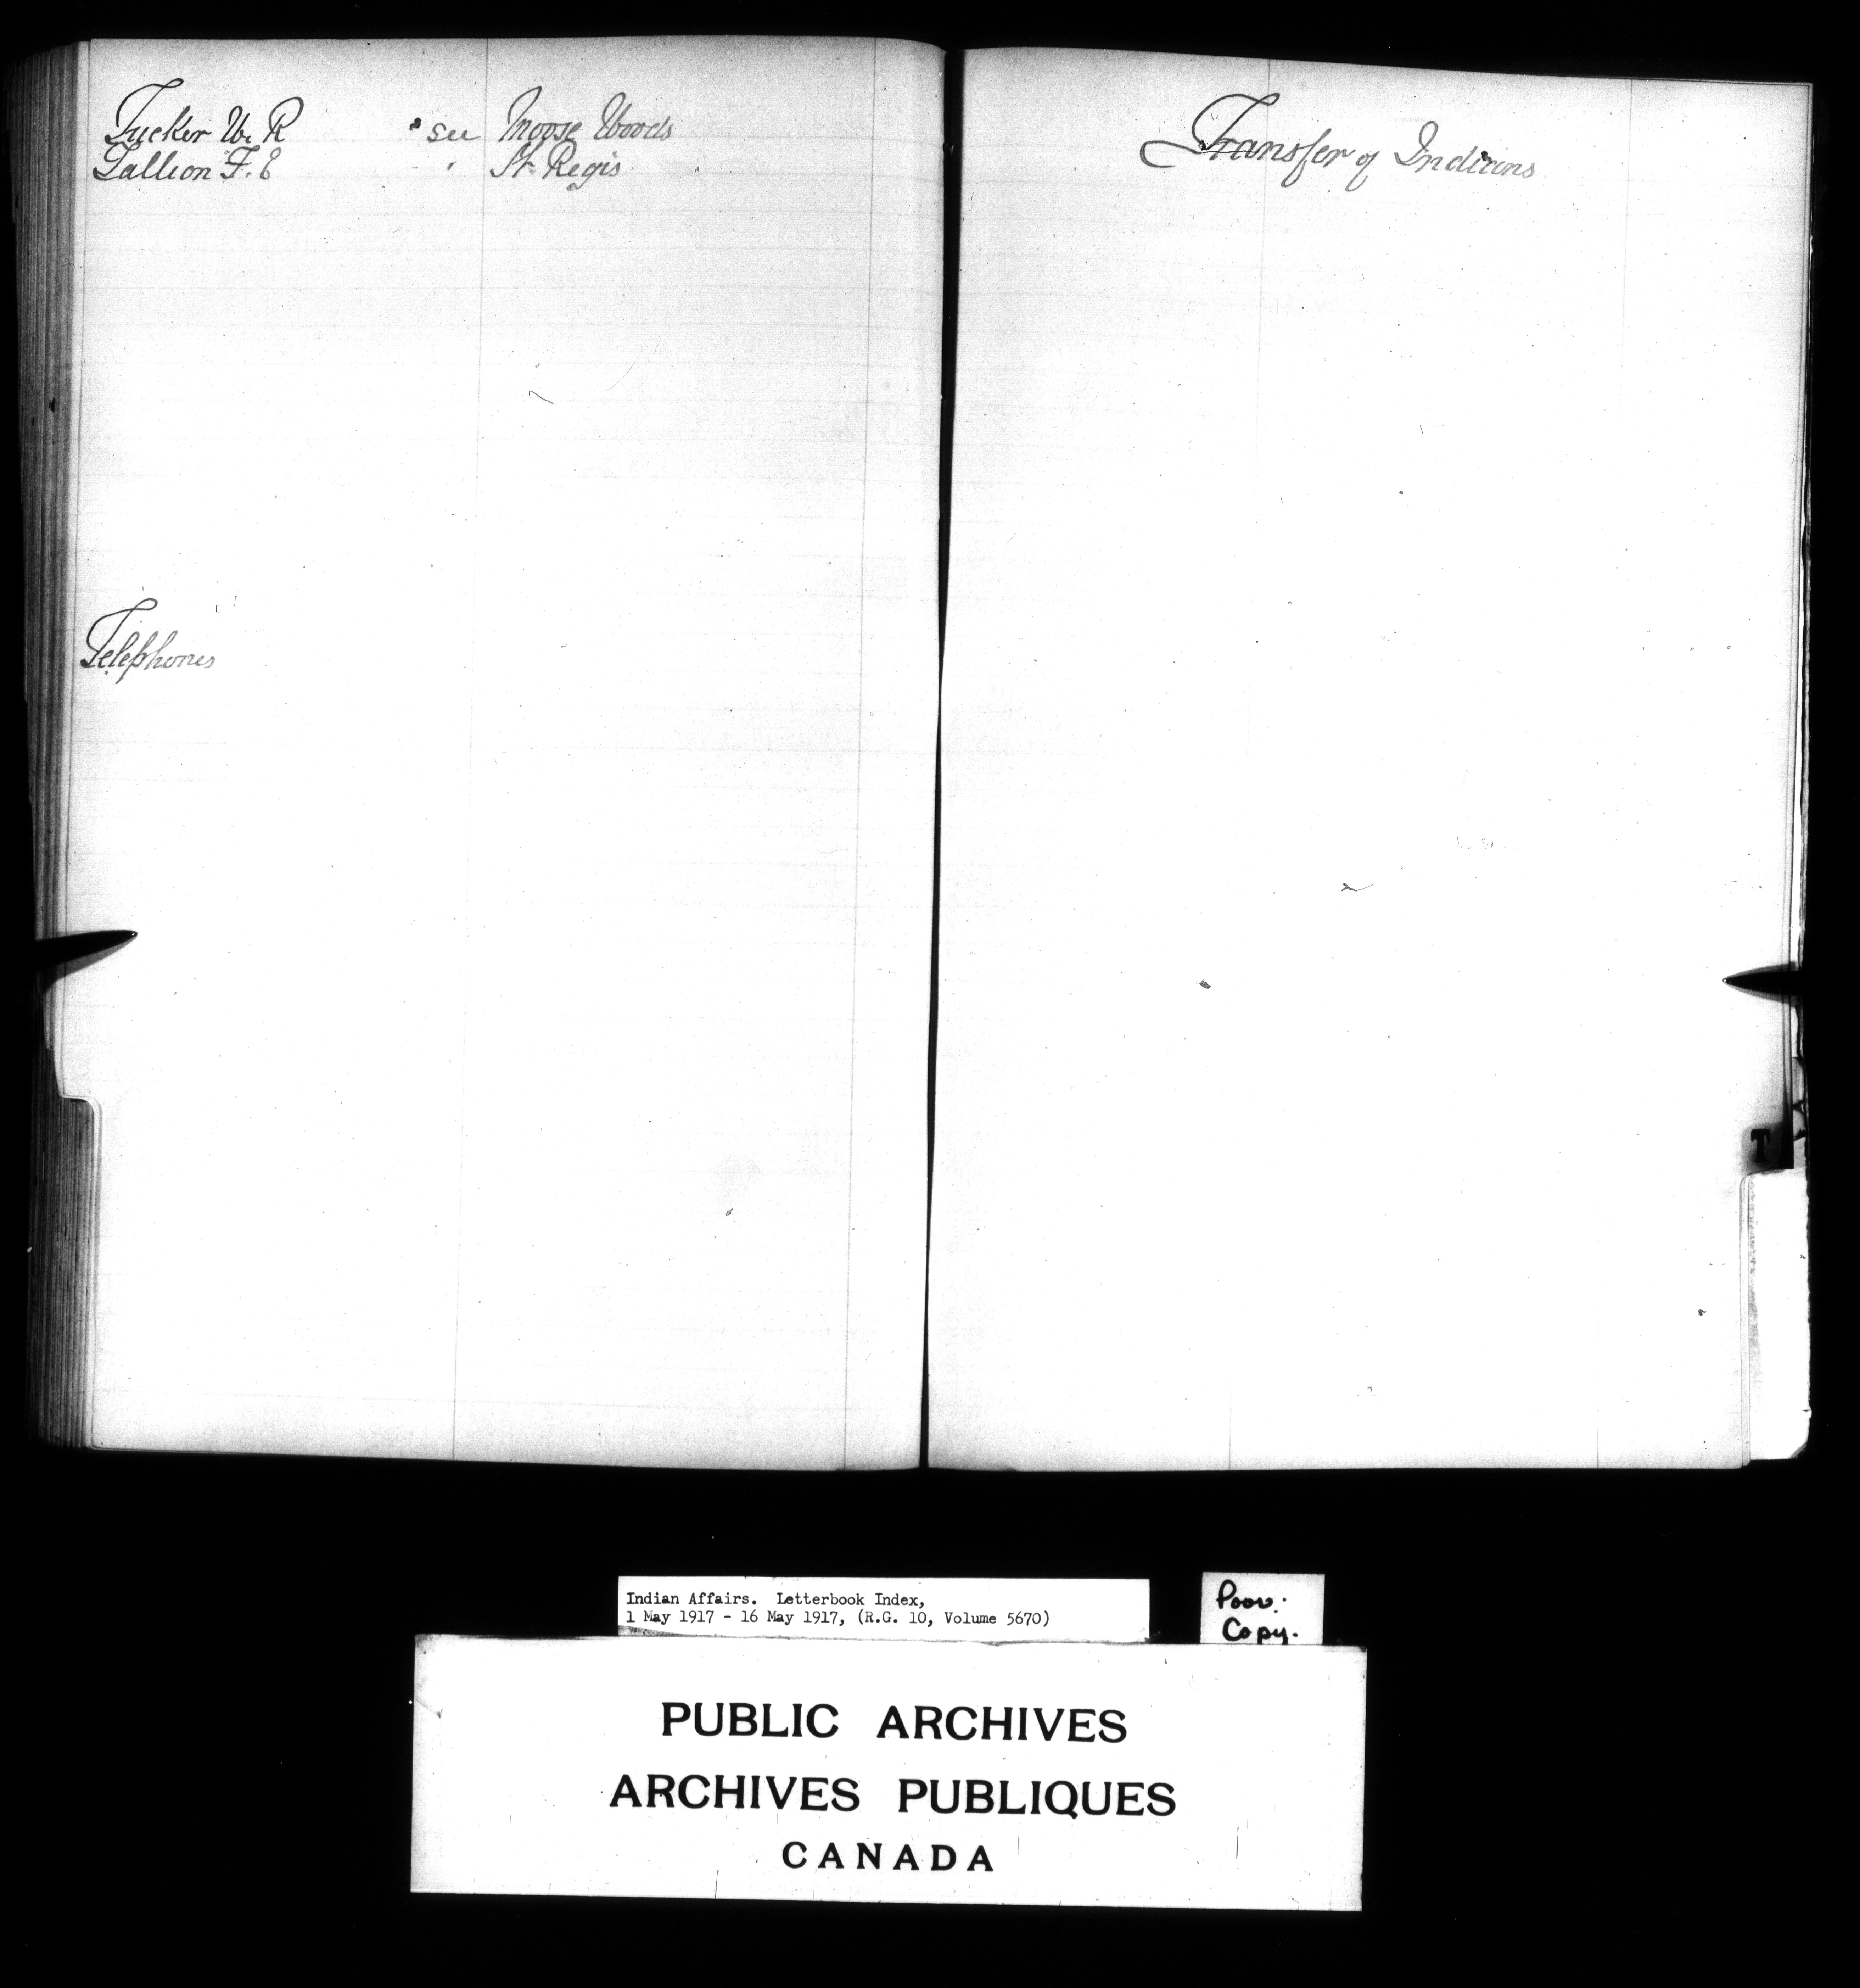 Tucker W. R see Moose Woods
Tallion F. E " St. Regis
Telephones
Transfer of Indians
T
Indian Affairs. Letterbook Index,
1 May 1917 - 16 May 1917, (R.G. 10, Volume 5670)
Poor.
Copy.
PUBLIC ARCHIVES
ARCHIVES PUBLIQUES
CANADA